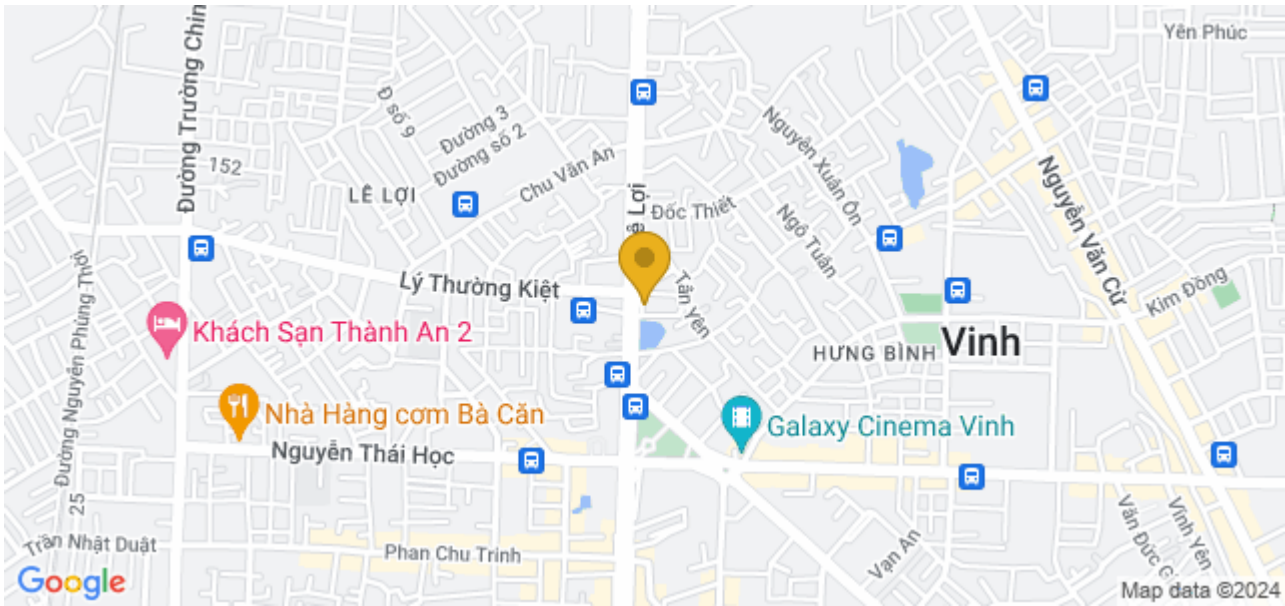 Yên Phúc
Đường Trường Chin
Đ số 9
Đường 3
Đường số 2
152
Chu Văn An
LÊ LỢI
ê Lợi
Đốc Thiết
Nguyễn Xuân Ôn
Ngô Tuân
Nguyễn Văn Cừ
Kim Đồng
Lý Thường Kiệt
Tân Yên
Đường Nguyễn Phùng Thời
Khách Sạn Thành An 2
HƯNG BÌNH
Vinh
Nhà Hàng cơm Bà Căn
Galaxy Cinema Vinh
Nguyễn Thái Học
25
Trần Nhật Duật
Phan Chu Trinh
Vạn An
Văn Đức G
Vĩnh Yên
Google
Map data ©2024